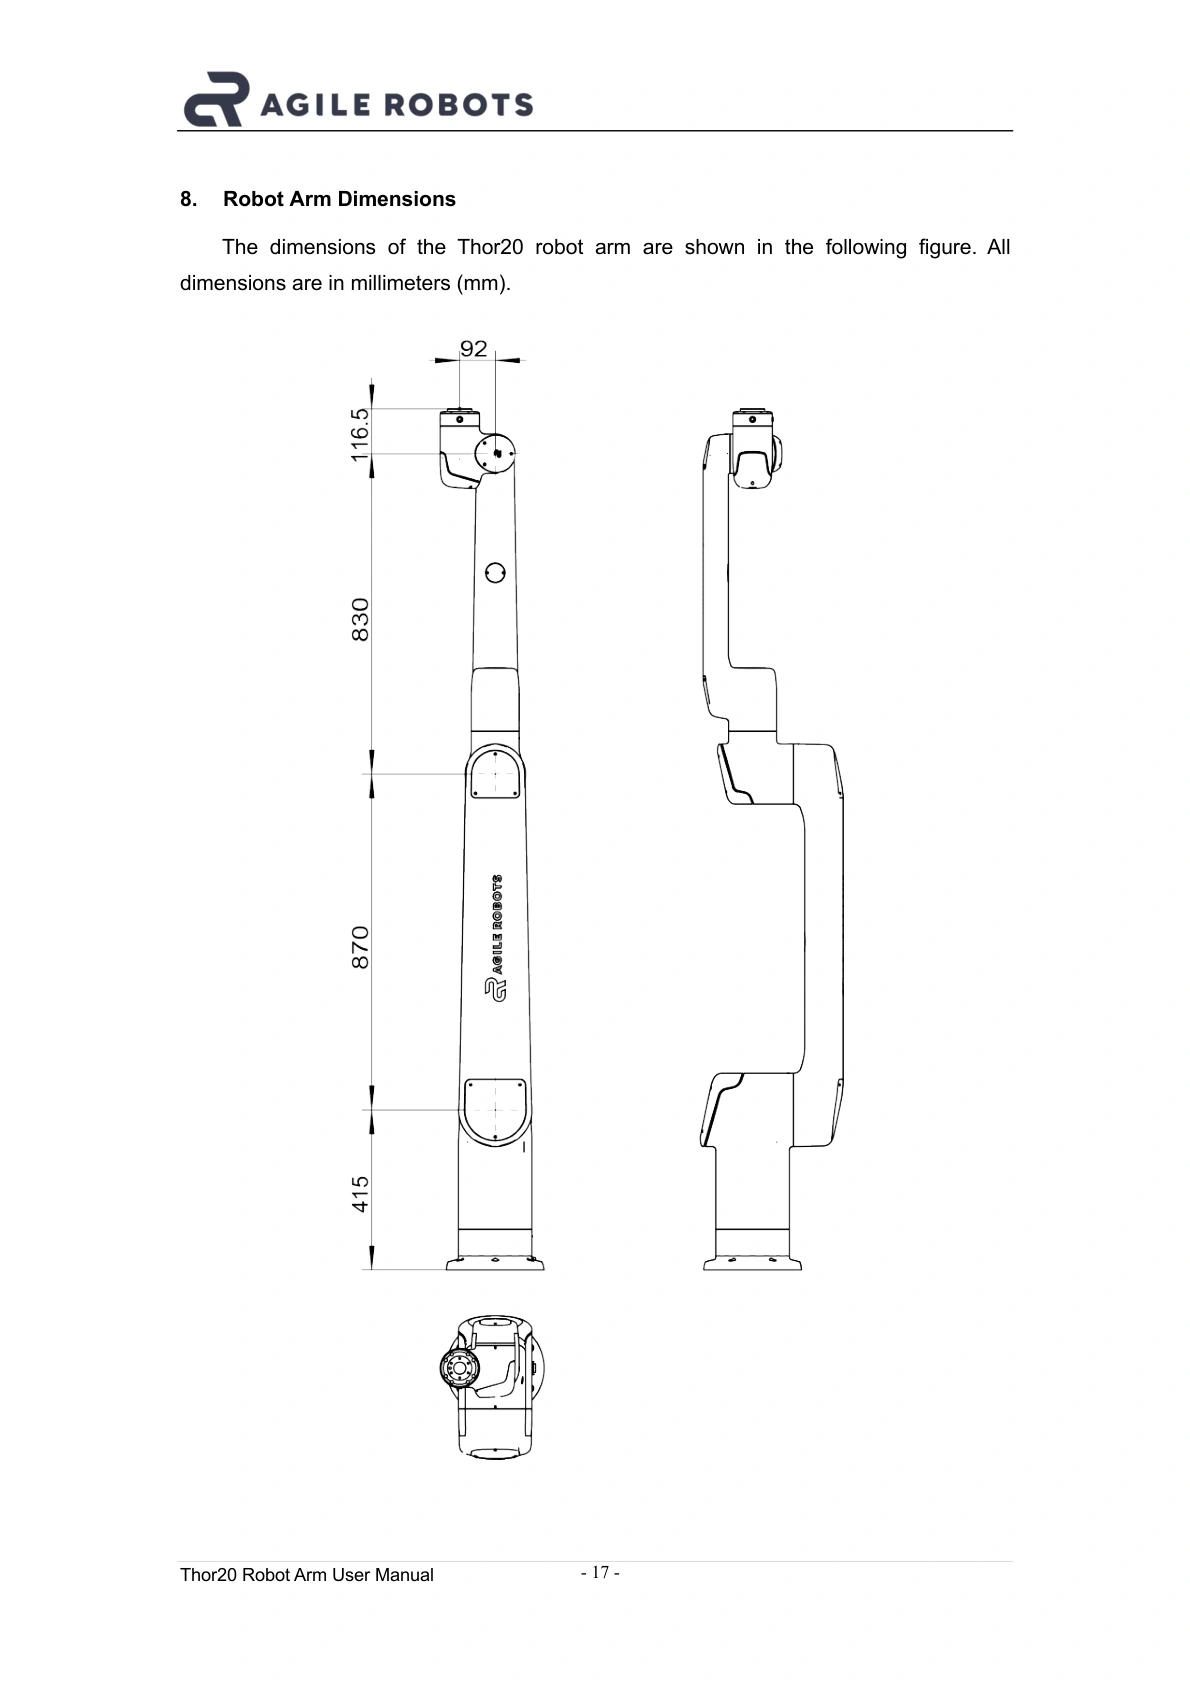 AGILE ROBOTS
8. Robot Arm Dimensions
The dimensions of the Thor20 robot arm are shown in the following figure. All
dimensions are in millimeters (mm).
92
116.5
830
870
AGILE ROBOTS
415
Thor20 Robot Arm User Manual - 17 -